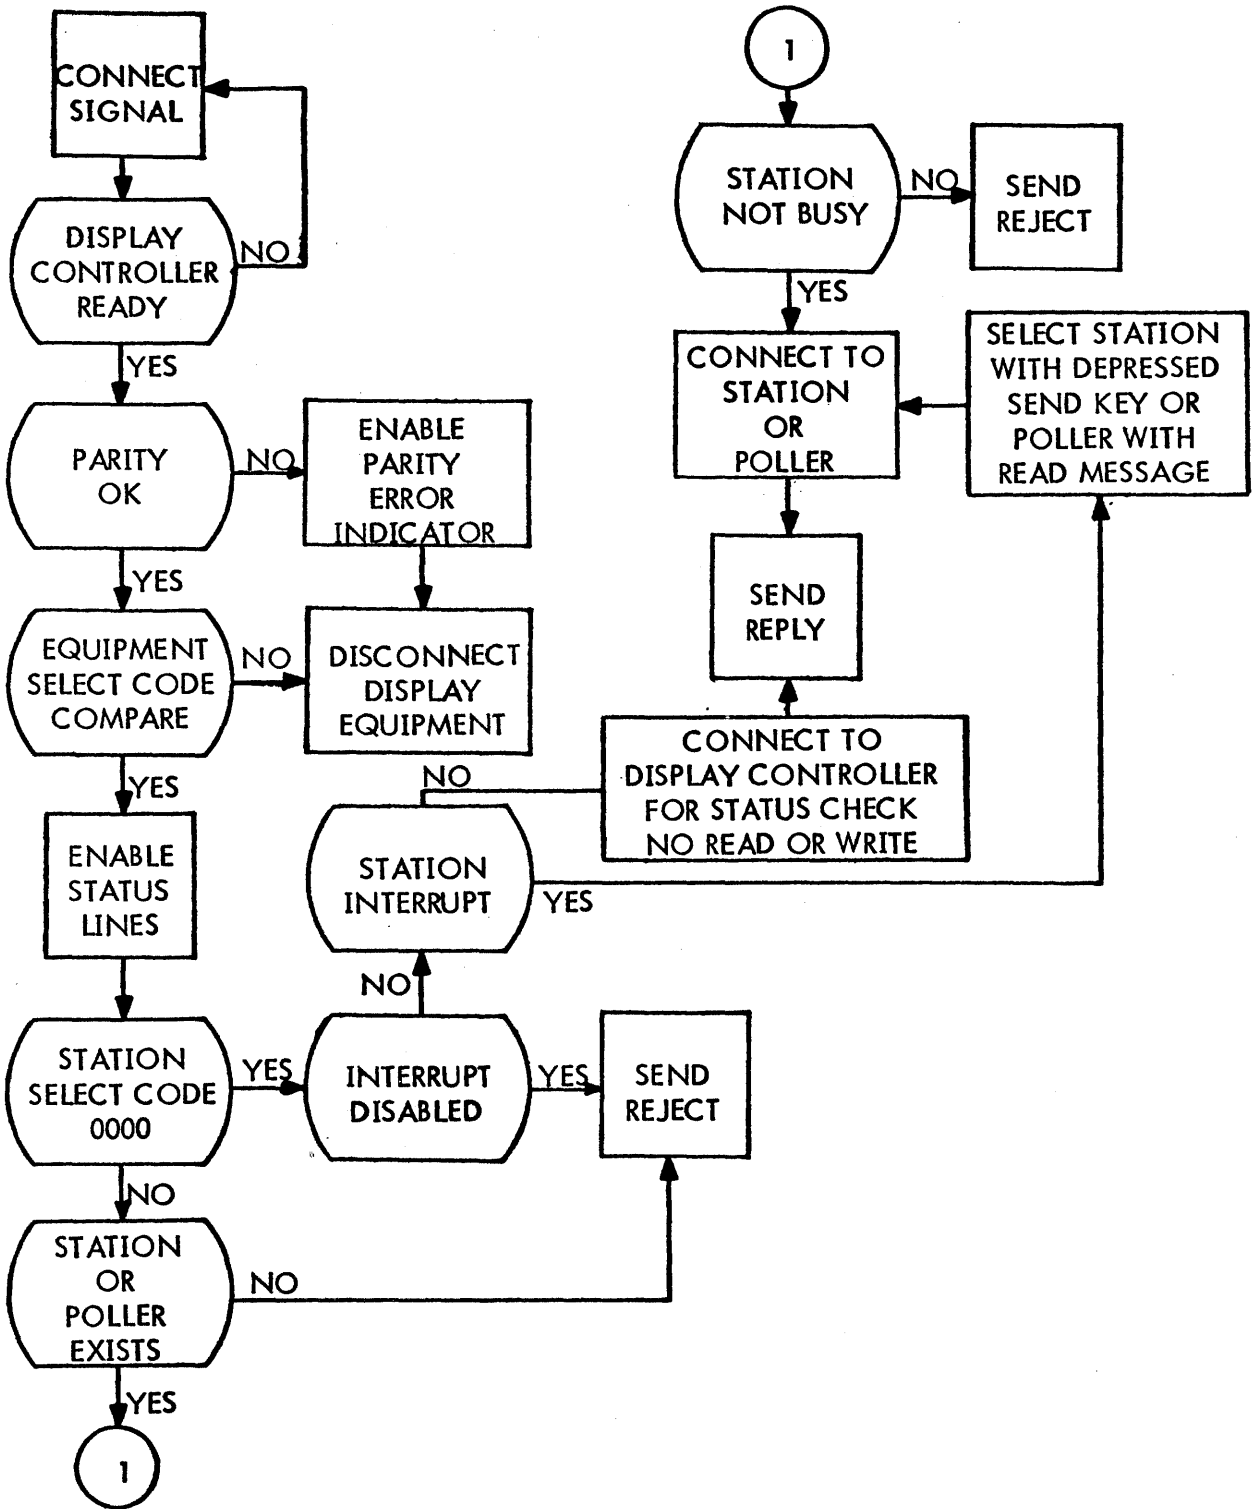 CONNECT
SIGNAL
DISPLAY
CONTROLLER
READY
NO
YES
PARITY
OK
NO
ENABLE
PARITY
ERROR
INDICATOR
YES
EQUIPMENT
SELECT CODE
COMPARE
NO
DISCONNECT
DISPLAY
EQUIPMENT
YES
ENABLE
STATUS
LINES
STATION
SELECT CODE
0000
YES
INTERRUPT
DISABLED
YES
SEND
REJECT
NO
STATION
INTERRUPT
YES
NO
CONNECT TO
DISPLAY CONTROLLER
FOR STATUS CHECK
NO READ OR WRITE
NO
STATION
OR
POLLER
EXISTS
NO
YES
1
1
STATION
NOT BUSY
NO
SEND
REJECT
YES
CONNECT TO
STATION
OR
POLLER
SELECT STATION
WITH DEPRESSED
SEND KEY OR
POLLER WITH
READ MESSAGE
SEND
REPLY